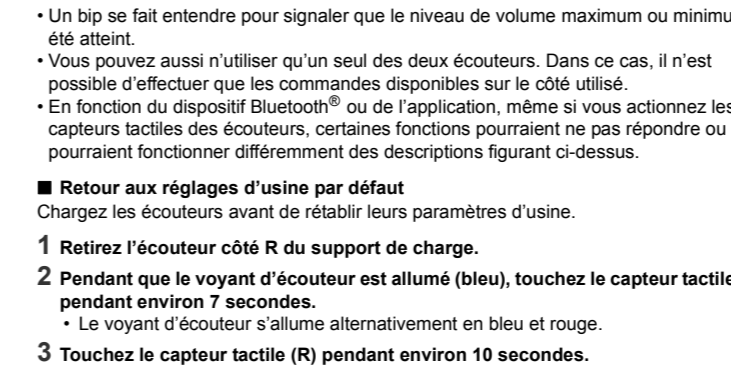 • Un bip se fait entendre pour signaler que le niveau de volume maximum ou
été atteint.
• Vous pouvez aussi n’utiliser qu’un seul des deux écouteurs. Dans ce cas, il n’est
possible d’effectuer que les commandes disponibles sur le côté utilisé.
• En fonction du dispositif Bluetooth® ou de l’application, même si vous actionnez les
capteurs tactiles des écouteurs, certaines fonctions pourraient ne pas répondre ou
pourraient fonctionner différemment des descriptions figurant ci-dessus.
■ Retour aux réglages d’usine par défaut
Chargez les écouteurs avant de rétablir leurs paramètres d’usine.
1 Retirez l’écouteur côté R du support de charge.
2 Pendant que le voyant d’écouteur est allumé (bleu), touchez le capteur tactile
pendant environ 7 secondes.
• Le voyant d’écouteur s’allume alternativement en bleu et rouge.
3 Touchez le capteur tactile (R) pendant environ 10 secondes.